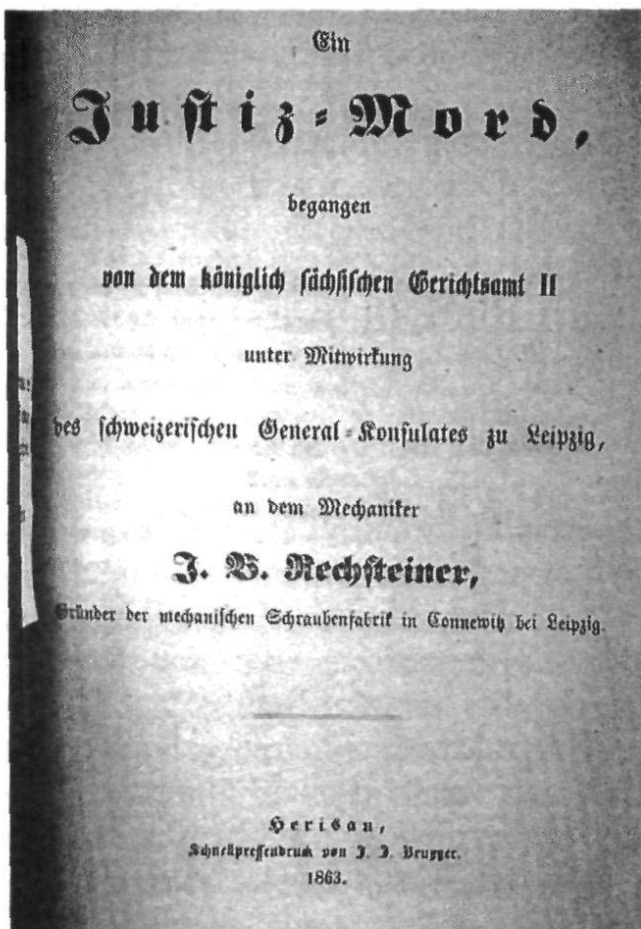 Ein
Justiz-Mord,
begangen
von dem königlich sächsischen Gerichtsamt II
unter Mitwirkung
des schweizerischen General-Konsulates zu Leipzig,
an dem Mechaniker
J. B. Rechsteiner,
Gründer der mechanischen Schraubenfabrik in Connewitz bei Leipzig.
Herisau,
Schnellpressendruck von J. J. Brugger.
1863.